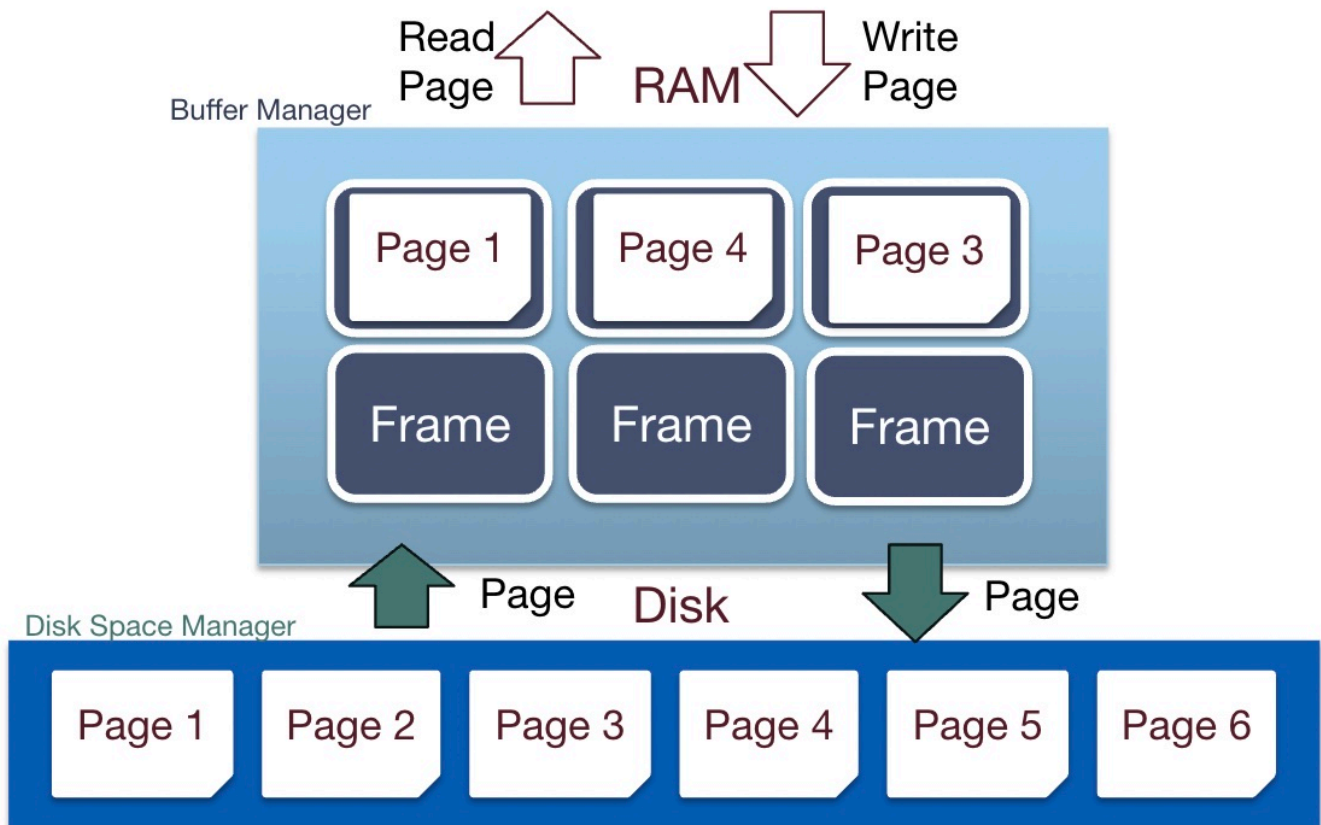 Read
Page
RAM
Write
Page
Buffer Manager
Page 1
Page 4
Page 3
Frame
Frame
Frame
Page
Disk
Page
Disk Space Manager
Page 1
Page 2
Page 3
Page 4
Page 5
Page 6